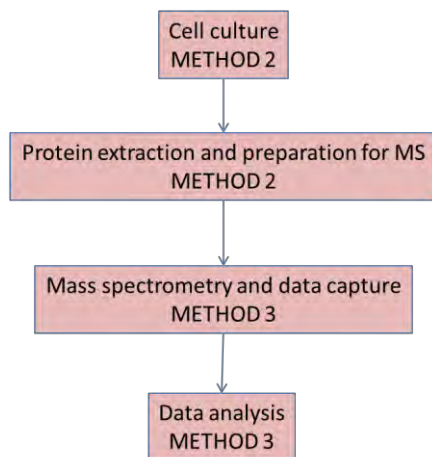 Cell culture
METHOD 2
Protein extraction and preparation for MS
METHOD 2
Mass spectrometry and data capture
METHOD 3
Data analysis
METHOD 3